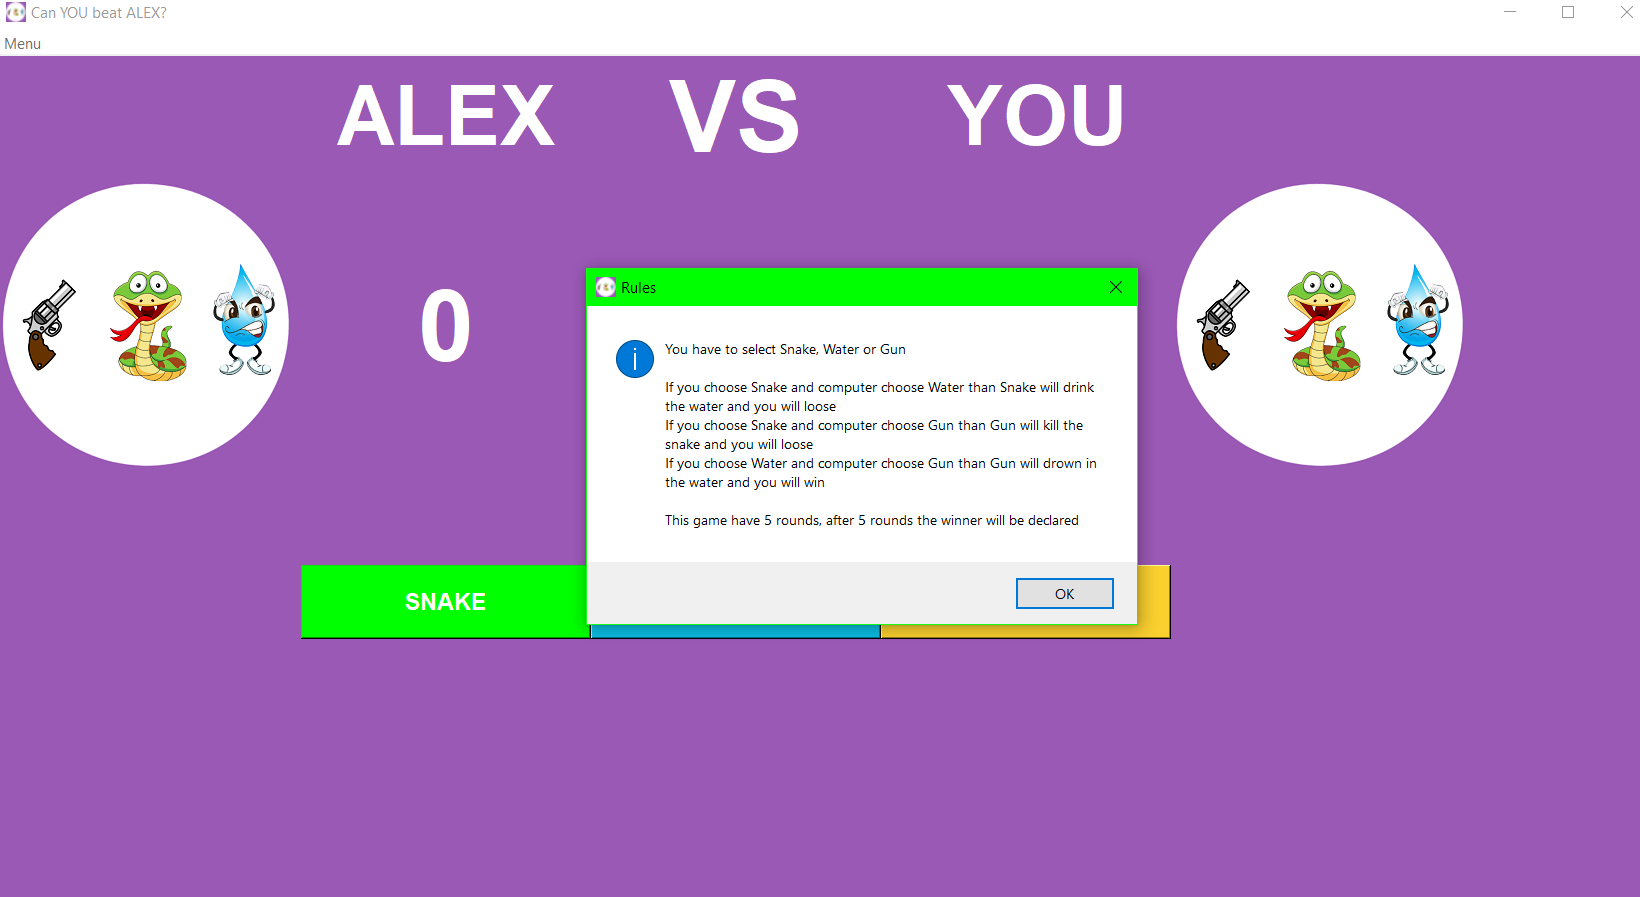 Can YOU beat ALEX?
Menu
ALEX VS YOU
0
Rules
You have to select Snake, Water or Gun
If you choose Snake and computer choose Water than Snake will drink
the water and you will loose
If you choose Snake and computer choose Gun than Gun will kill the
snake and you will loose
If you choose Water and computer choose Gun than Gun will drown in
the water and you will win
This game have 5 rounds, after 5 rounds the winner will be declared
OK
SNAKE